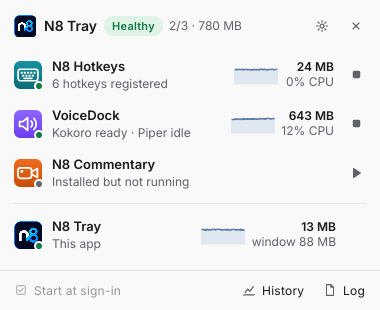 n8 N8 Tray Healthy 2/3 · 780 MB
N8 Hotkeys 24 MB
6 hotkeys registered 0% CPU
VoiceDock 643 MB
Kokoro ready · Piper idle 12% CPU
N8 Commentary
Installed but not running
n8 N8 Tray 13 MB
This app window 88 MB
Start at sign-in History Log